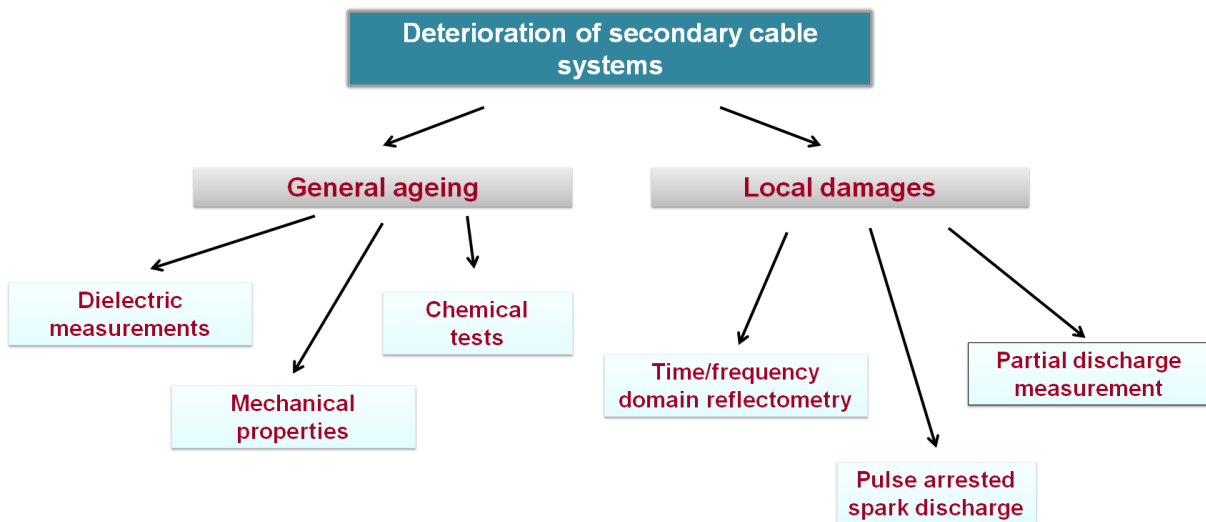 Deterioration of secondary cable
systems
General ageing
Local damages
Dielectric
measurements
Chemical
tests
Mechanical
properties
Time/frequency
domain reflectometry
Partial discharge
measurement
Pulse arrested
spark discharge